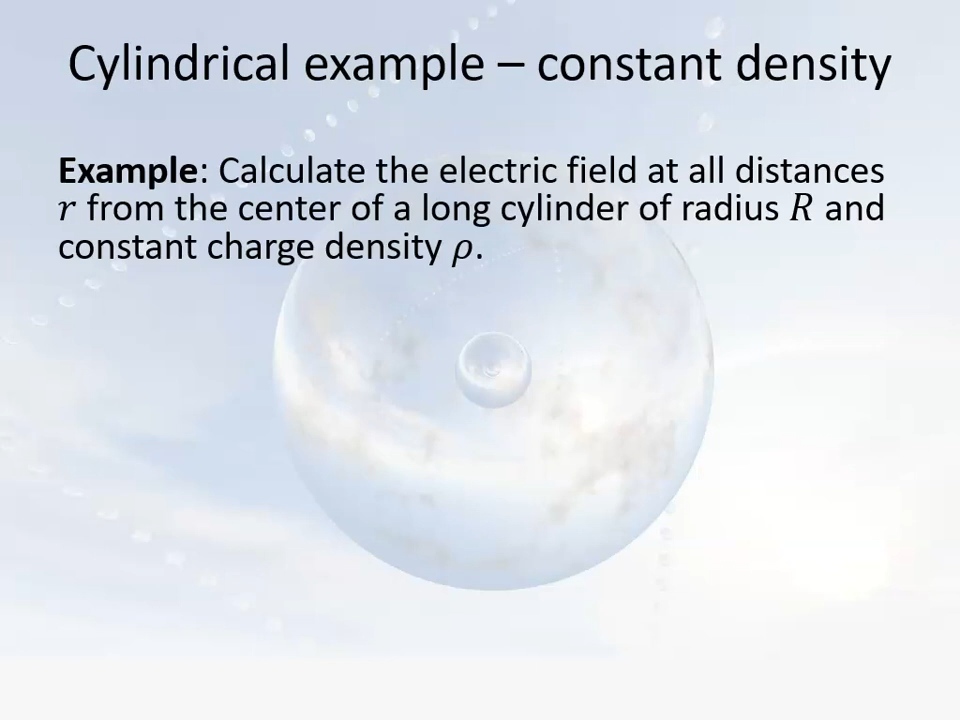 Cylindrical example – constant density
Example: Calculate the electric field at all distances
r from the center of a long cylinder of radius R and
constant charge density ρ.